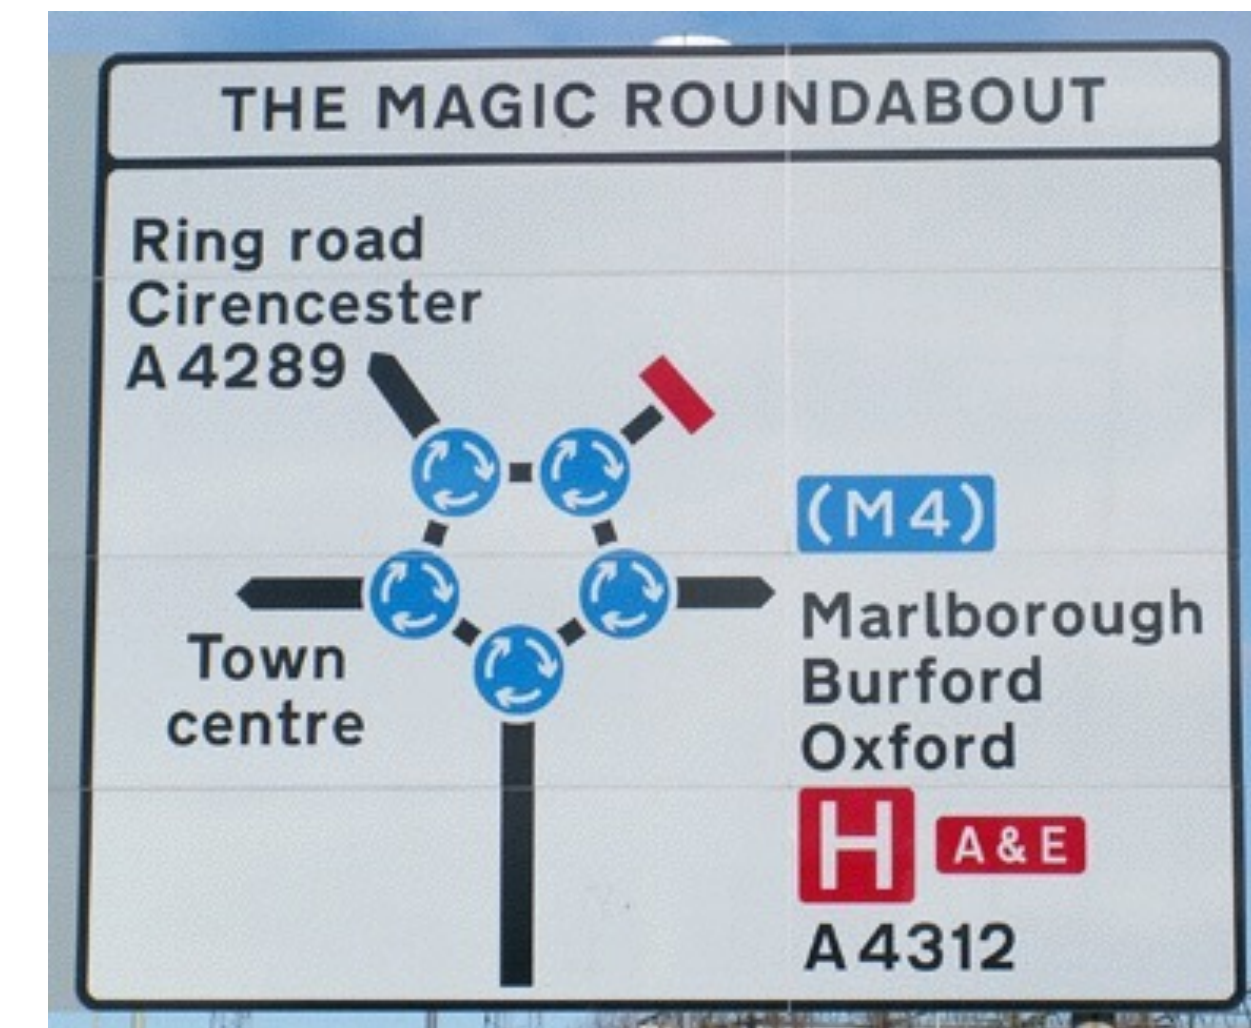 THE MAGIC ROUNDABOUT
Ring road
Cirencester
A4289
Town
centre
(M4)
Marlborough
Burford
Oxford
H A & E
A4312